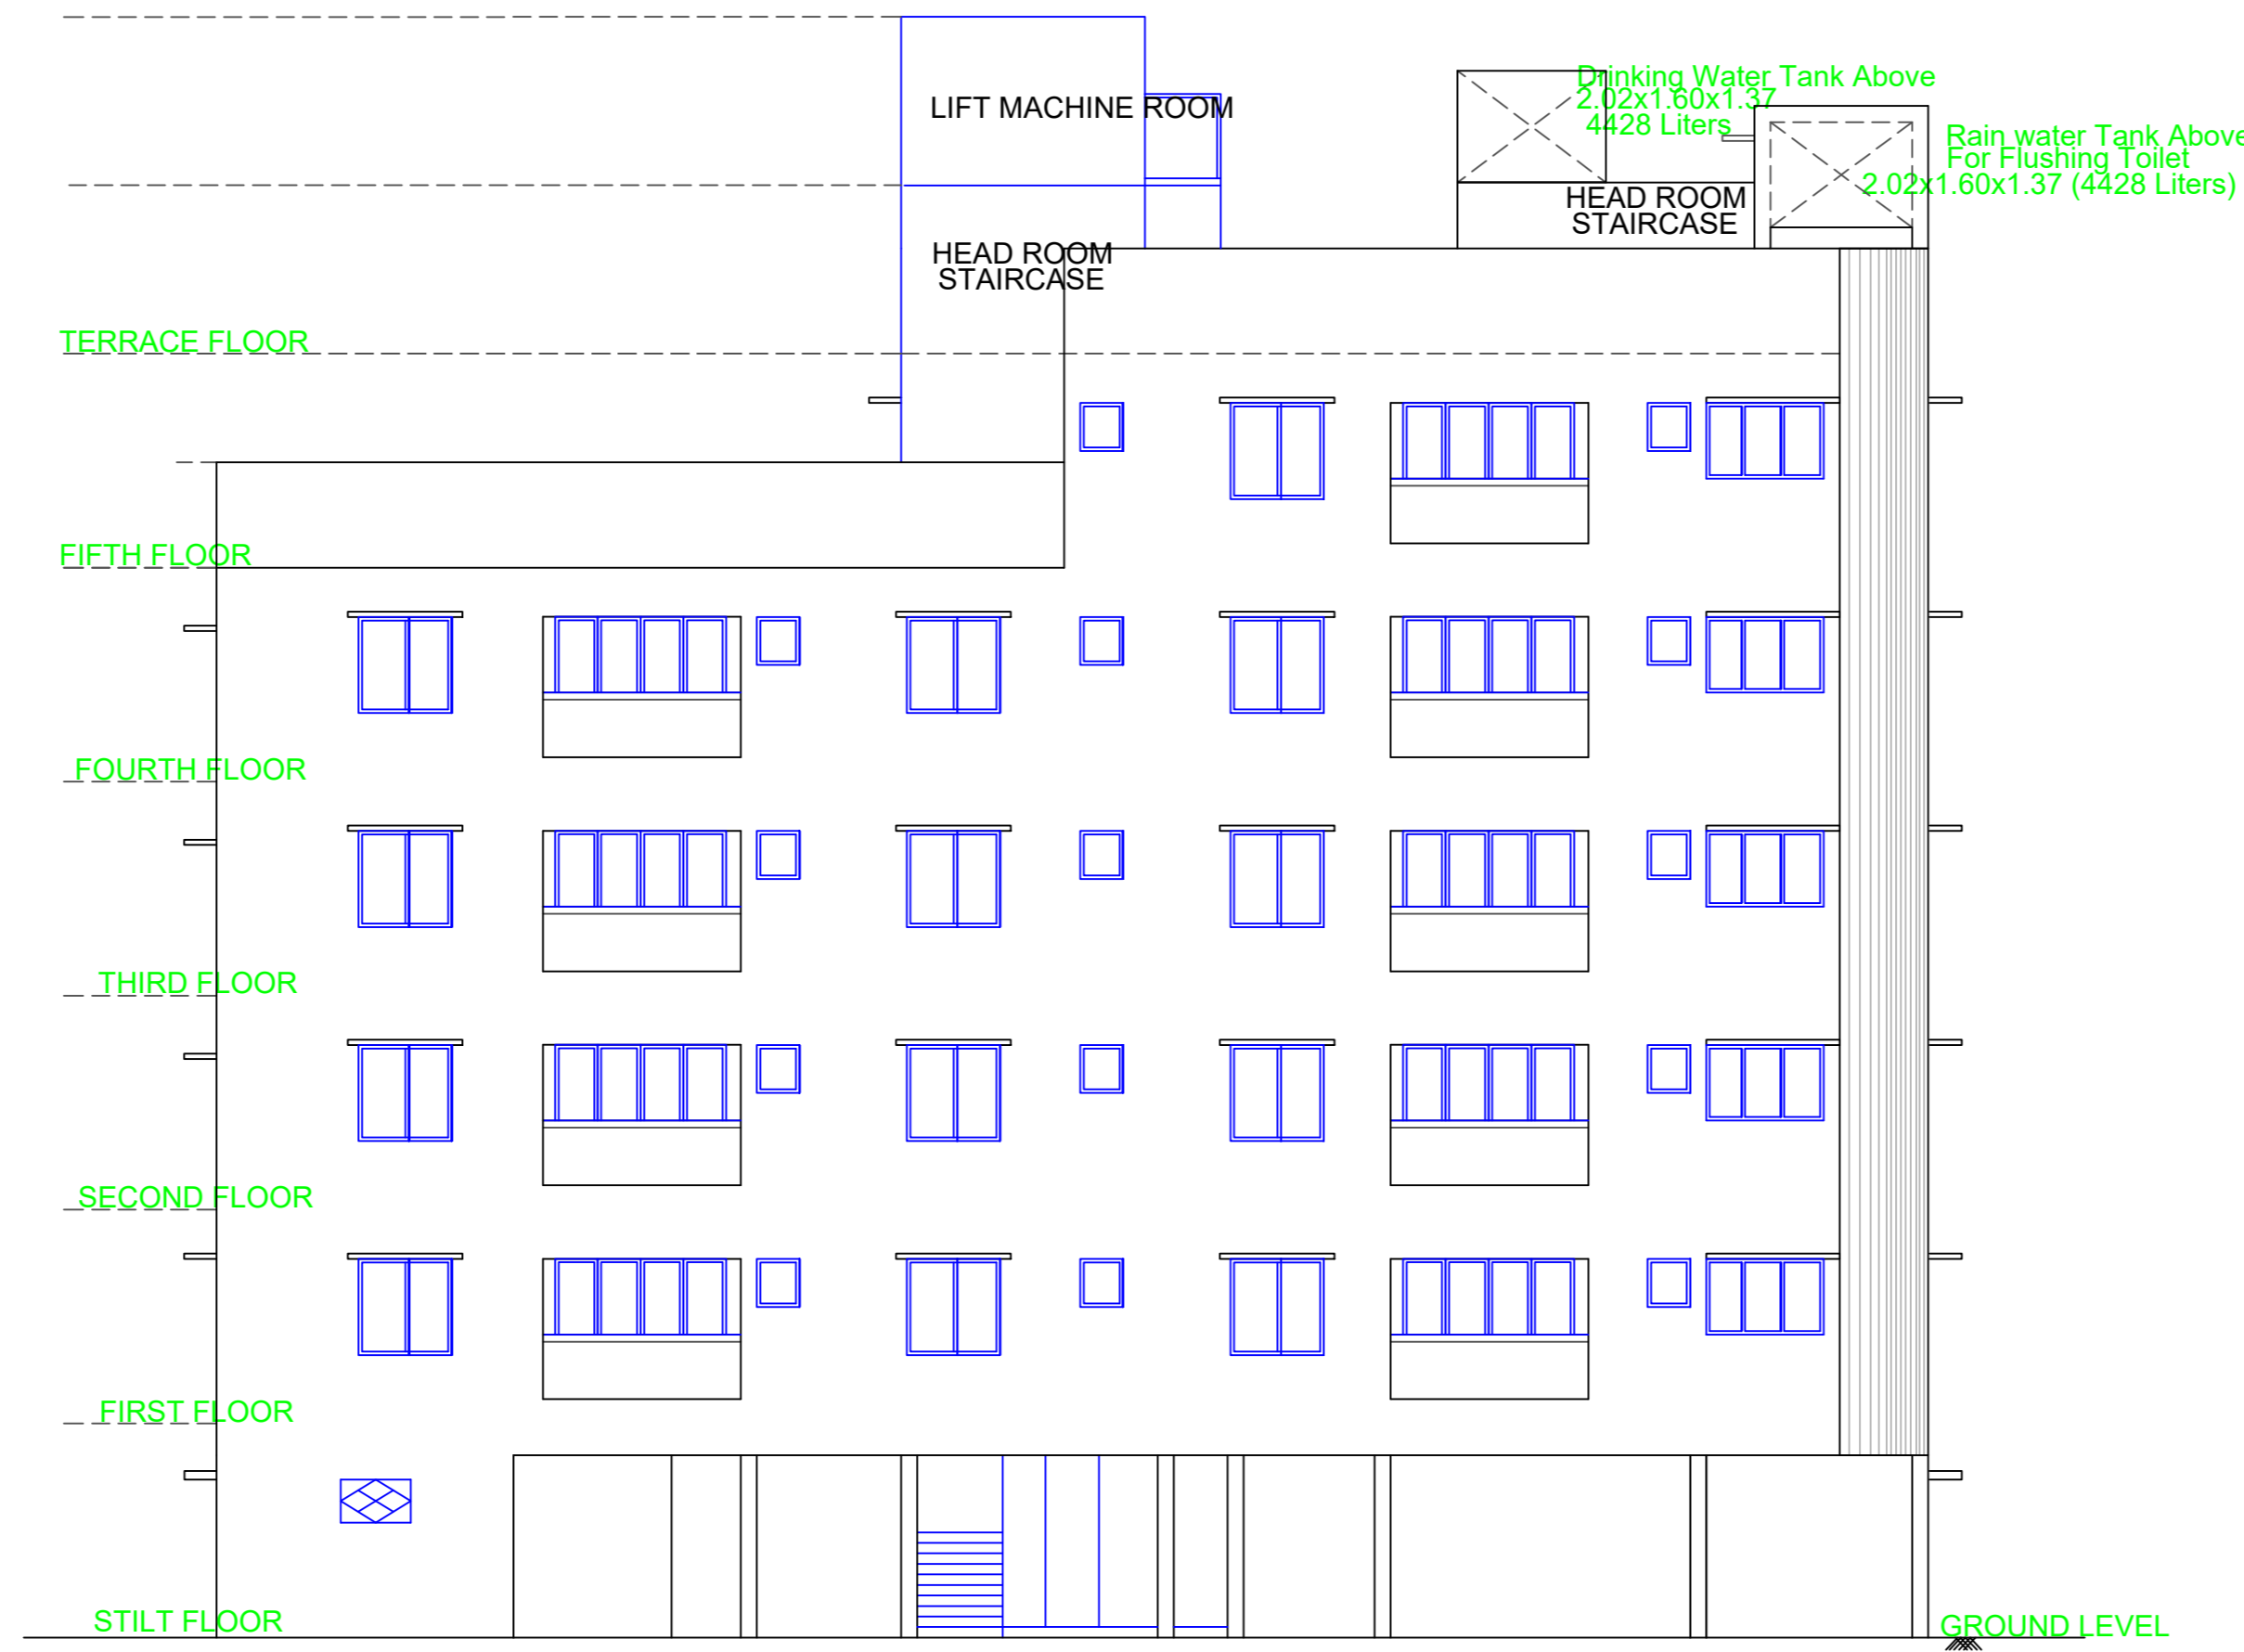 Drinking Water Tank Above
2.02x1.60x1.37
4428 Liters
LIFT MACHINE ROOM
Rain water Tank Above
For Flushing Toilet
2.02x1.60x1.37 (4428 Liters)
HEAD ROOM
STAIRCASE
HEAD ROOM
STAIRCASE
TERRACE FLOOR
FIFTH FLOOR
FOURTH FLOOR
THIRD FLOOR
SECOND FLOOR
FIRST FLOOR
STILT FLOOR
GROUND LEVEL